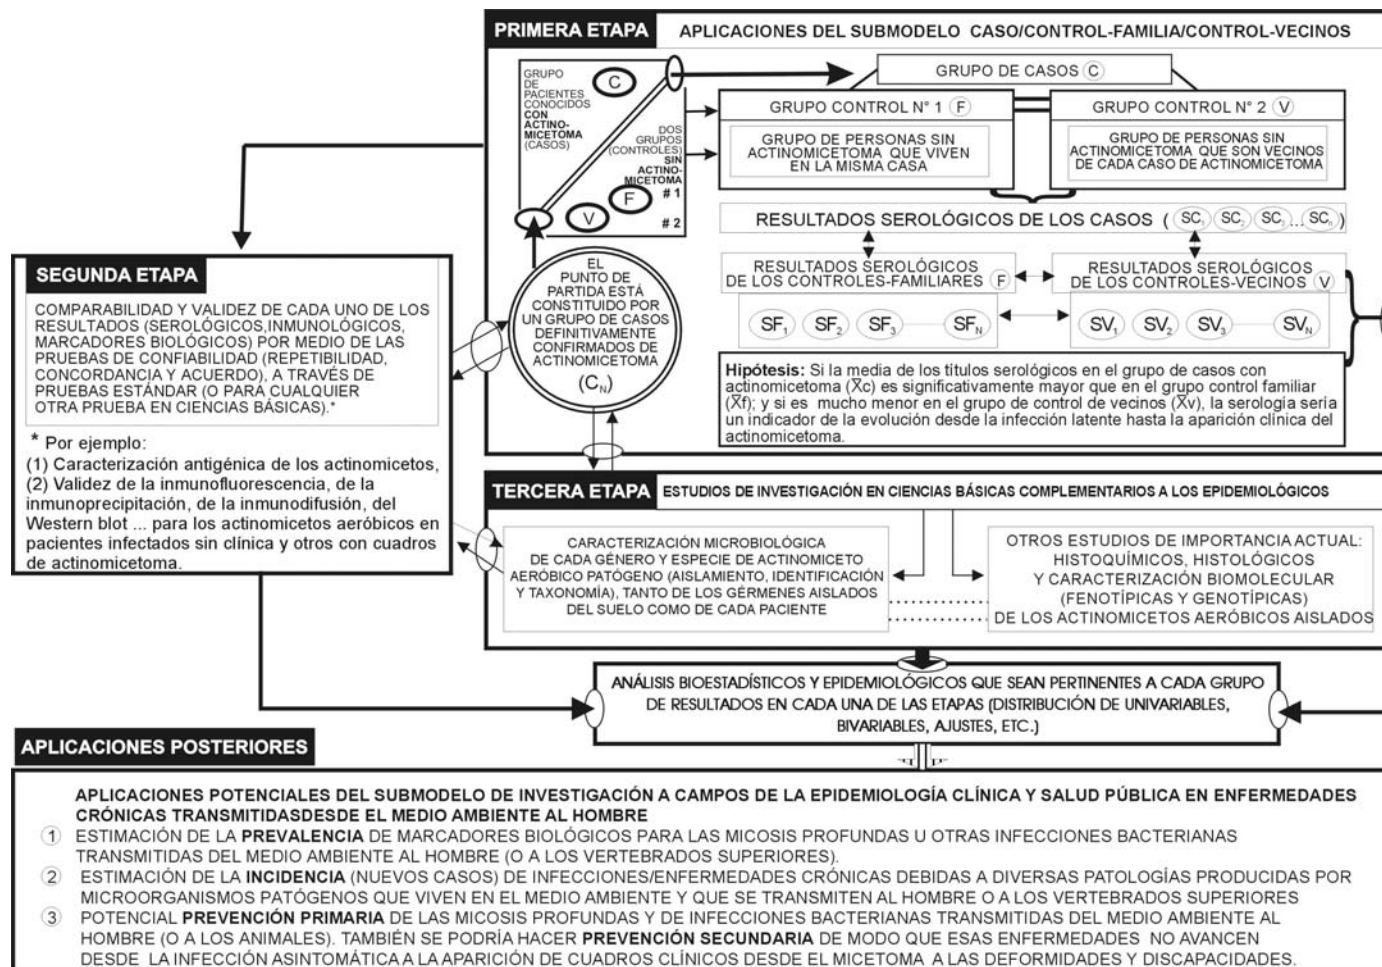 PRIMERA ETAPA
APLICACIONES DEL SUBMODELO CASO/CONTROL-FAMILIA/CONTROL-VECINOS
GRUPO
DE
PACIENTES
CONOCIDOS
CON
ACTINO-
MICETOMA
(CASOS)
C
DOS
GRUPOS
(CONTROLES)
SIN
ACTINO-
MICETOMA
# 1
F
V
# 2
GRUPO DE CASOS C
GRUPO CONTROL N° 1 F
GRUPO DE PERSONAS SIN
ACTINOMICETOMA QUE VIVEN
EN LA MISMA CASA
GRUPO CONTROL N° 2 V
GRUPO DE PERSONAS SIN
ACTINOMICETOMA QUE SON VECINOS
DE CADA CASO DE ACTINOMICETOMA
RESULTADOS SEROLÓGICOS DE LOS CASOS ( SC SC SC ... SC )
RESULTADOS SEROLÓGICOS
DE LOS CONTROLES-FAMILIARES F
RESULTADOS SEROLÓGICOS
DE LOS CONTROLES-VECINOS V
SF1 SF2 SF3 SFN
SV1 SV2 SV3 SVN
Hipótesis: Si la media de los títulos serológicos en el grupo de casos con
actinomicetoma (X̅c) es significativamente mayor que en el grupo control familiar
(X̅f); y si es mucho menor en el grupo de control de vecinos (X̅v), la serología sería
un indicador de la evolución desde la infección latente hasta la aparición clínica del
actinomicetoma.
EL
PUNTO DE
PARTIDA ESTÁ
CONSTITUIDO POR
UN GRUPO DE CASOS
DEFINITIVAMENTE
CONFIRMADOS DE
ACTINOMICETOMA
(CN)
SEGUNDA ETAPA
COMPARABILIDAD Y VALIDEZ DE CADA UNO DE LOS
RESULTADOS (SEROLÓGICOS,INMUNOLÓGICOS,
MARCADORES BIOLÓGICOS) POR MEDIO DE LAS
PRUEBAS DE CONFIABILIDAD (REPETIBILIDAD,
CONCORDANCIA Y ACUERDO), A TRAVÉS DE
PRUEBAS ESTÁNDAR (O PARA CUALQUIER
OTRA PRUEBA EN CIENCIAS BÁSICAS).*
* Por ejemplo:
(1) Caracterización antigénica de los actinomicetos,
(2) Validez de la inmunofluorescencia, de la
inmunoprecipitación, de la inmunodifusión, del
Western blot ... para los actinomicetos aeróbicos en
pacientes infectados sin clínica y otros con cuadros
de actinomicetoma.
TERCERA ETAPA
ESTUDIOS DE INVESTIGACIÓN EN CIENCIAS BÁSICAS COMPLEMENTARIOS A LOS EPIDEMIOLÓGICOS
CARACTERIZACIÓN MICROBIOLÓGICA
DE CADA GÉNERO Y ESPECIE DE ACTINOMICETO
AERÓBICO PATÓGENO (AISLAMIENTO, IDENTIFICACIÓN
Y TAXONOMÍA), TANTO DE LOS GÉRMENES AISLADOS
DEL SUELO COMO DE CADA PACIENTE
OTROS ESTUDIOS DE IMPORTANCIA ACTUAL:
HISTOQUÍMICOS, HISTOLÓGICOS
Y CARACTERIZACIÓN BIOMOLECULAR
(FENOTÍPICAS Y GENOTÍPICAS)
DE LOS ACTINOMICETOS AERÓBICOS AISLADOS
ANÁLISIS BIOESTADÍSTICOS Y EPIDEMIOLÓGICOS QUE SEAN PERTINENTES A CADA GRUPO
DE RESULTADOS EN CADA UNA DE LAS ETAPAS (DISTRIBUCIÓN DE UNIVARIABLES,
BIVARIABLES, AJUSTES, ETC.)
APLICACIONES POSTERIORES
APLICACIONES POTENCIALES DEL SUBMODELO DE INVESTIGACIÓN A CAMPOS DE LA EPIDEMIOLOGÍA CLÍNICA Y SALUD PÚBLICA EN ENFERMEDADES
CRÓNICAS TRANSMITIDASDESDE EL MEDIO AMBIENTE AL HOMBRE
1 ESTIMACIÓN DE LA PREVALENCIA DE MARCADORES BIOLÓGICOS PARA LAS MICOSIS PROFUNDAS U OTRAS INFECCIONES BACTERIANAS
TRANSMITIDAS DEL MEDIO AMBIENTE AL HOMBRE (O A LOS VERTEBRADOS SUPERIORES).
2 ESTIMACIÓN DE LA INCIDENCIA (NUEVOS CASOS) DE INFECCIONES/ENFERMEDADES CRÓNICAS DEBIDAS A DIVERSAS PATOLOGÍAS PRODUCIDAS POR
MICROORGANISMOS PATÓGENOS QUE VIVEN EN EL MEDIO AMBIENTE Y QUE SE TRANSMITEN AL HOMBRE O A LOS VERTEBRADOS SUPERIORES
3 POTENCIAL PREVENCIÓN PRIMARIA DE LAS MICOSIS PROFUNDAS Y DE INFECCIONES BACTERIANAS TRANSMITIDAS DEL MEDIO AMBIENTE AL
HOMBRE (O A LOS ANIMALES). TAMBIÉN SE PODRÍA HACER PREVENCIÓN SECUNDARIA DE MODO QUE ESAS ENFERMEDADES NO AVANCEN
DESDE LA INFECCIÓN ASINTOMÁTICA A LA APARICIÓN DE CUADROS CLÍNICOS DESDE EL MICETOMA A LAS DEFORMIDADES Y DISCAPACIDADES.